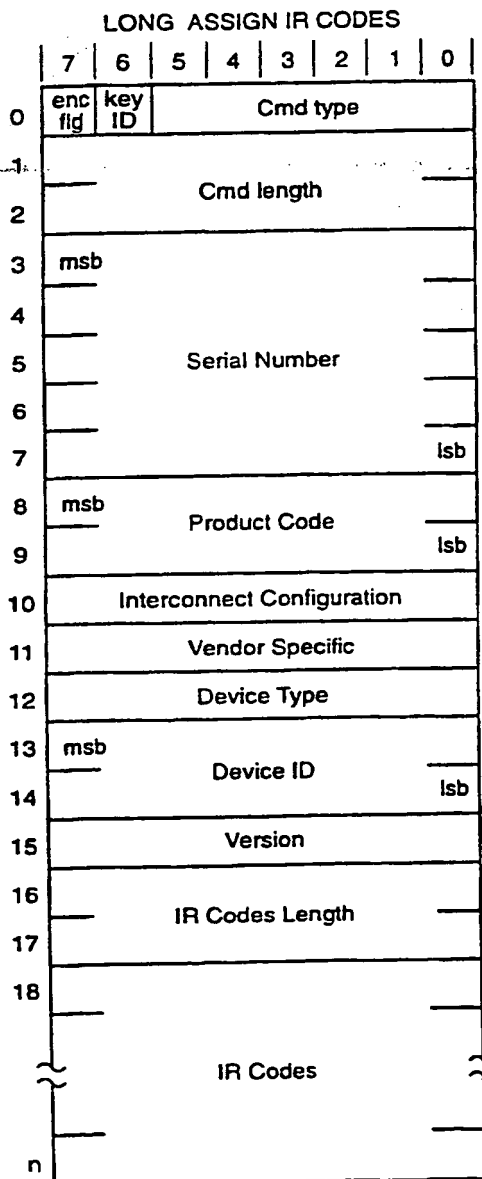 LONG ASSIGN IR CODES
7 6 5 4 3 2 1 0
0 enc flg key ID Cmd type
1
Cmd length
2
3 msb
4
5 Serial Number
6
7 lsb
8 msb
Product Code
9 lsb
10 Interconnect Configuration
11 Vendor Specific
12 Device Type
13 msb
Device ID
14 lsb
15 Version
16
IR Codes Length
17
18
IR Codes
n